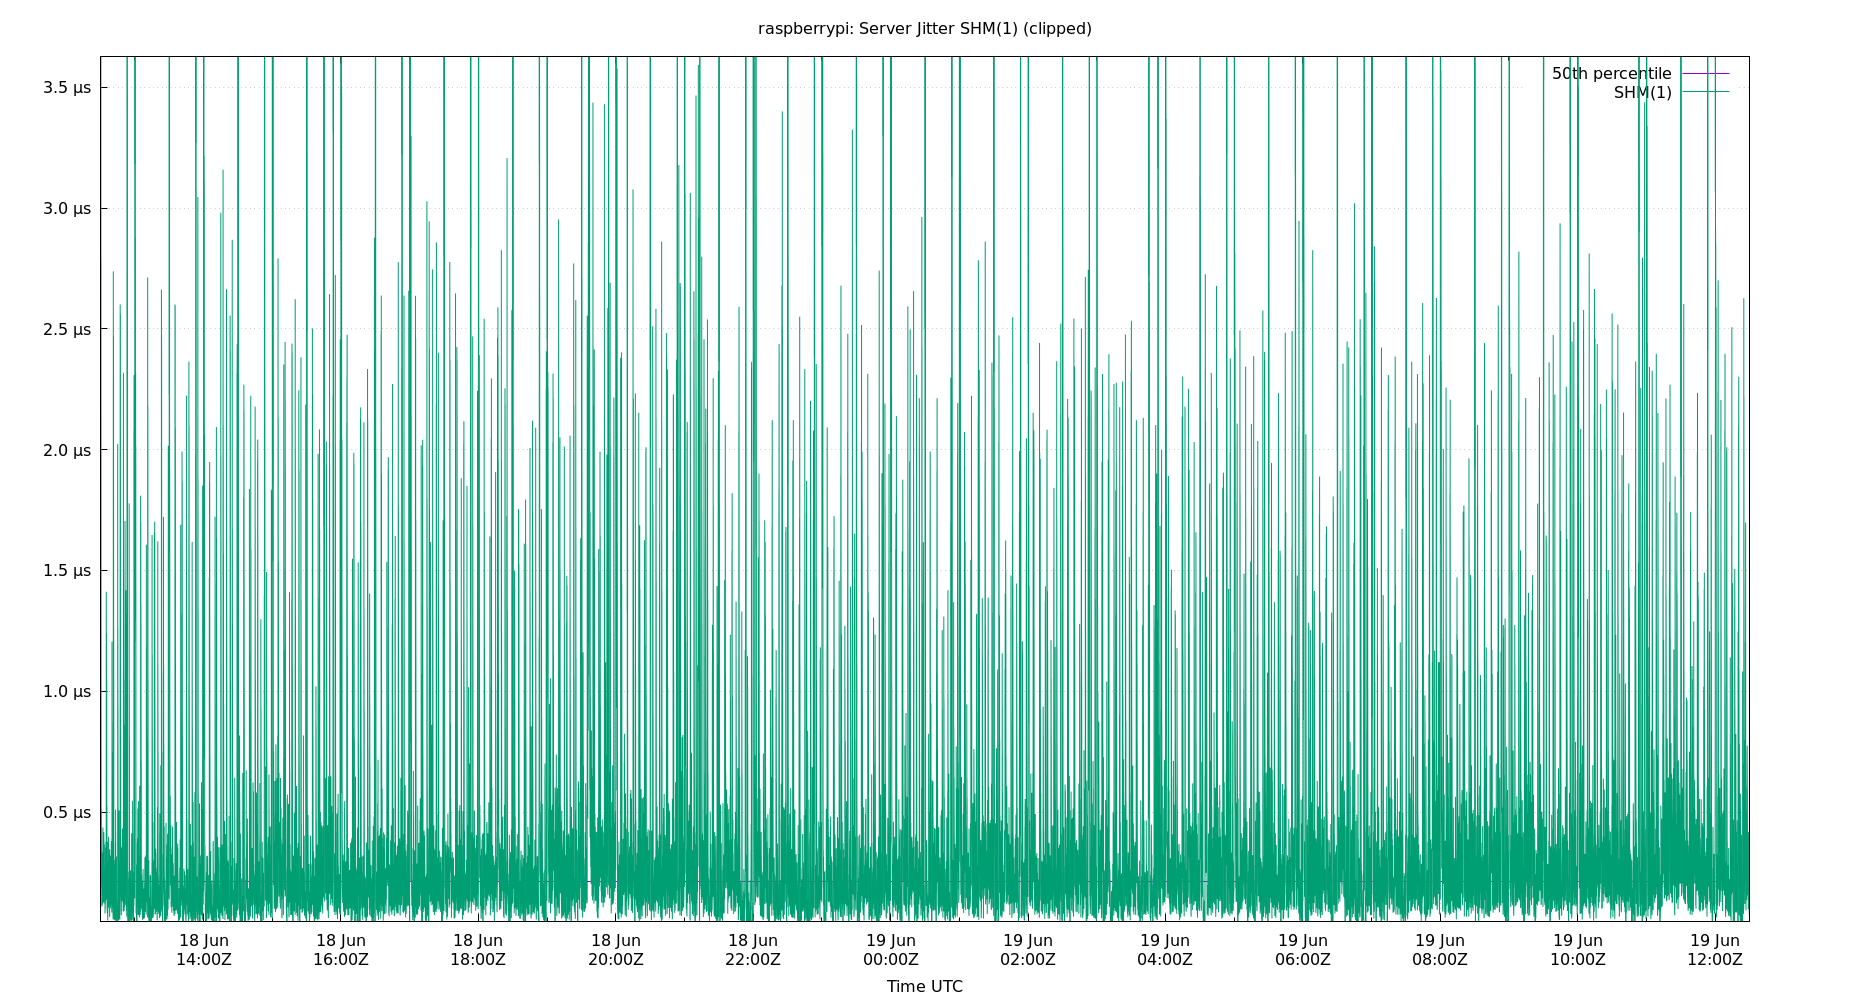 raspberrypi: Server Jitter SHM(1) (clipped)
50th percentile
SHM(1)
3.5 µs
3.0 µs
2.5 µs
2.0 µs
1.5 µs
1.0 µs
0.5 µs
18 Jun 18 Jun 18 Jun 18 Jun 18 Jun 19 Jun 19 Jun 19 Jun 19 Jun 19 Jun 19 Jun 19 Jun
14:00Z 16:00Z 18:00Z 20:00Z 22:00Z 00:00Z 02:00Z 04:00Z 06:00Z 08:00Z 10:00Z 12:00Z
Time UTC